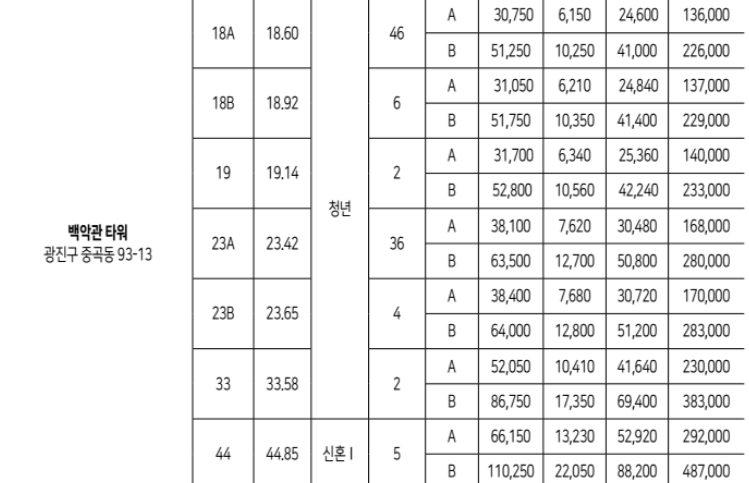 18A 18.60 46 A 30,750 6,150 24,600 136,000
B 51,250 10,250 41,000 226,000
18B 18.92 6 A 31,050 6,210 24,840 137,000
B 51,750 10,350 41,400 229,000
19 19.14 2 A 31,700 6,340 25,360 140,000
B 52,800 10,560 42,240 233,000
백악관 타워
광진구 중곡동 93-13
청년
23A 23.42 36 A 38,100 7,620 30,480 168,000
B 63,500 12,700 50,800 280,000
23B 23.65 4 A 38,400 7,680 30,720 170,000
B 64,000 12,800 51,200 283,000
33 33.58 2 A 52,050 10,410 41,640 230,000
B 86,750 17,350 69,400 383,000
44 44.85 신혼 I 5 A 66,150 13,230 52,920 292,000
B 110,250 22,050 88,200 487,000